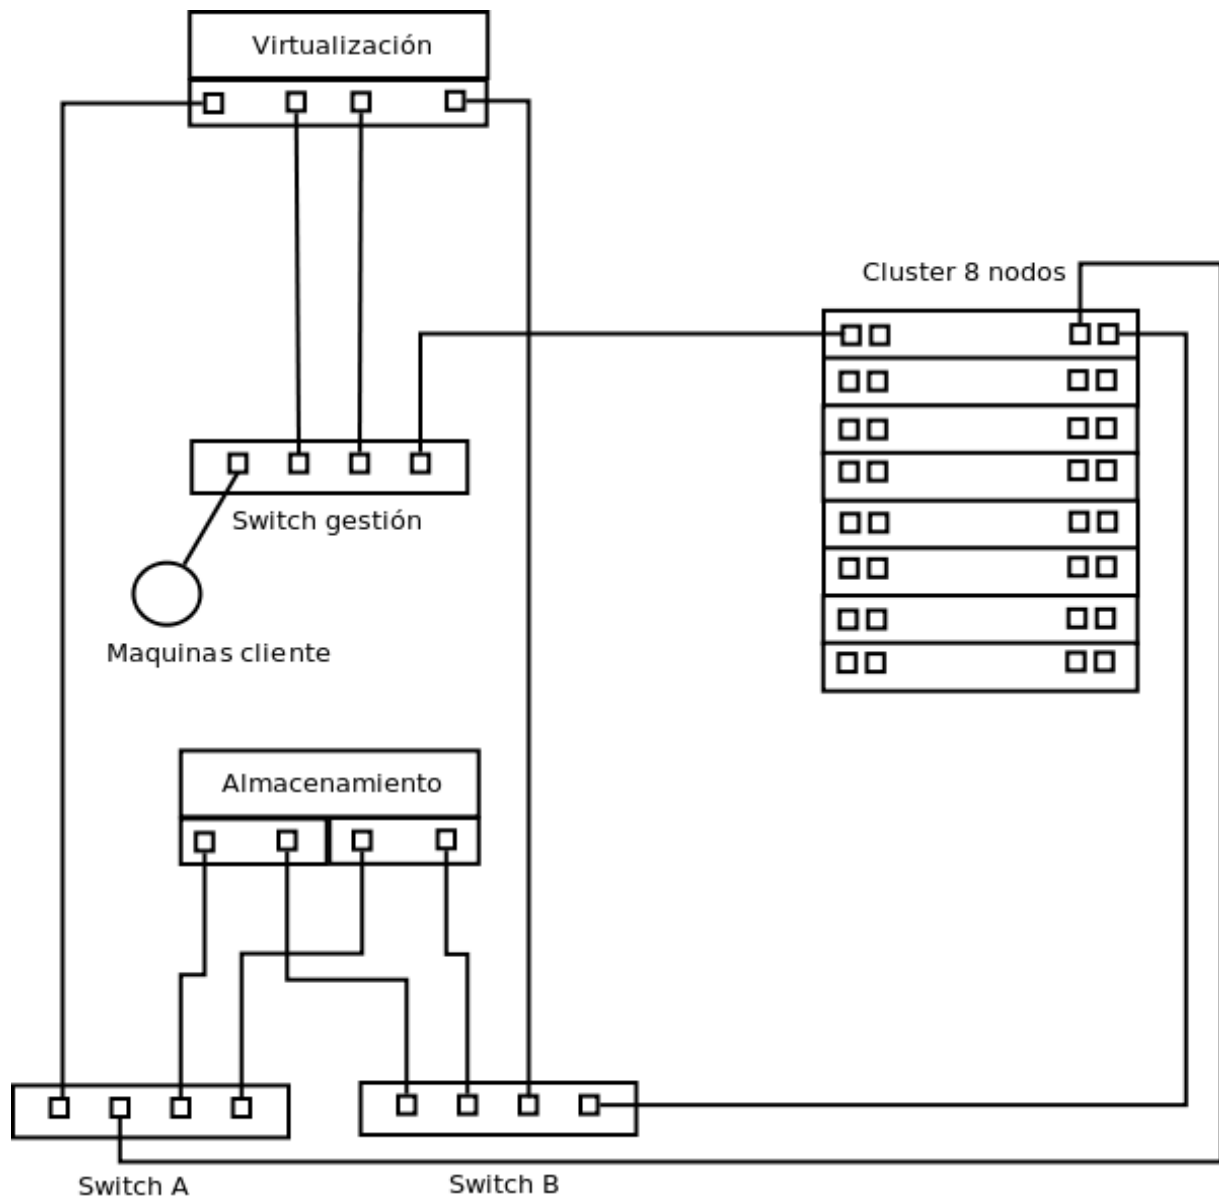 Virtualización
Cluster 8 nodos
Switch gestión
Maquinas cliente
Almacenamiento
Switch A
Switch B